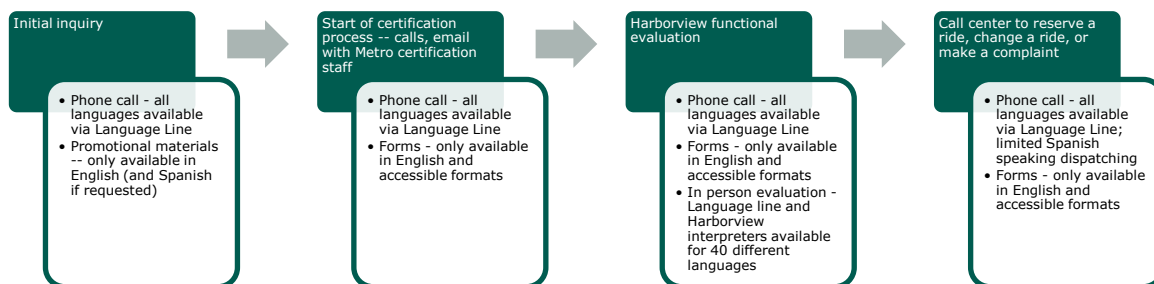 Initial inquiry
• Phone call - all
languages available
via Language Line
• Promotional materials
-- only available in
English (and Spanish
if requested)
Start of certification
process -- calls, email
with Metro certification
staff
• Phone call - all
languages available
via Language Line
• Forms - only available
in English and
accessible formats
Harborview functional
evaluation
• Phone call - all
languages available
via Language Line
• Forms - only available
in English and
accessible formats
• In person evaluation -
Language line and
Harborview
interpreters available
for 40 different
languages
Call center to reserve a
ride, change a ride, or
make a complaint
• Phone call - all
languages available
via Language Line;
limited Spanish
speaking dispatching
• Forms - only available
in English and
accessible formats